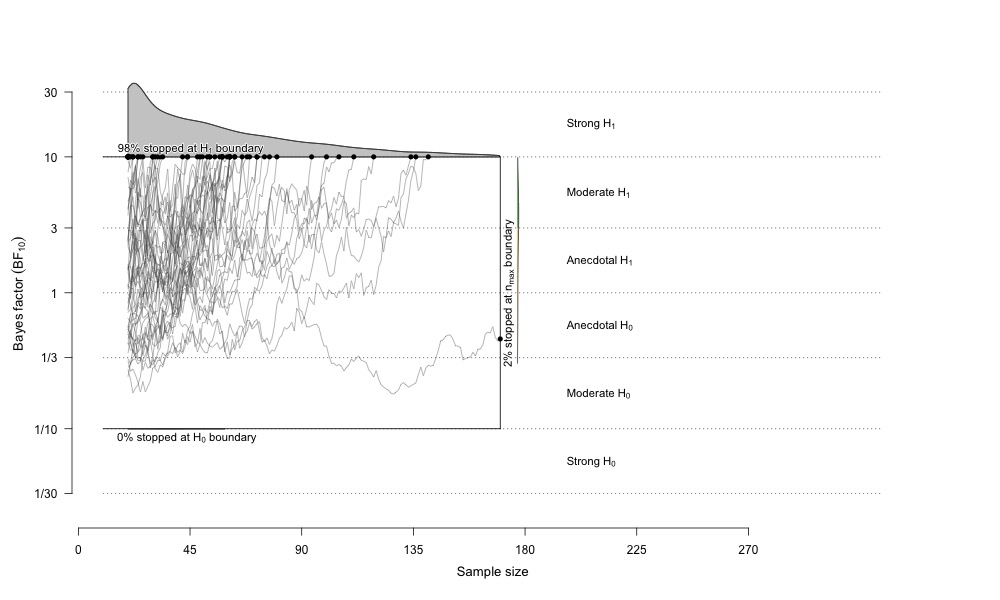 30
Strong H₁
98% stopped at H₁ boundary
10
Moderate H₁
3
Anecdotal H₁
1
Anecdotal H₀
1/3
Moderate H₀
1/10
0% stopped at H₀ boundary
Strong H₀
1/30
Bayes factor (BF₁₀)
2% stopped at nₘₐₓ boundary
0 45 90 135 180 225 270
Sample size